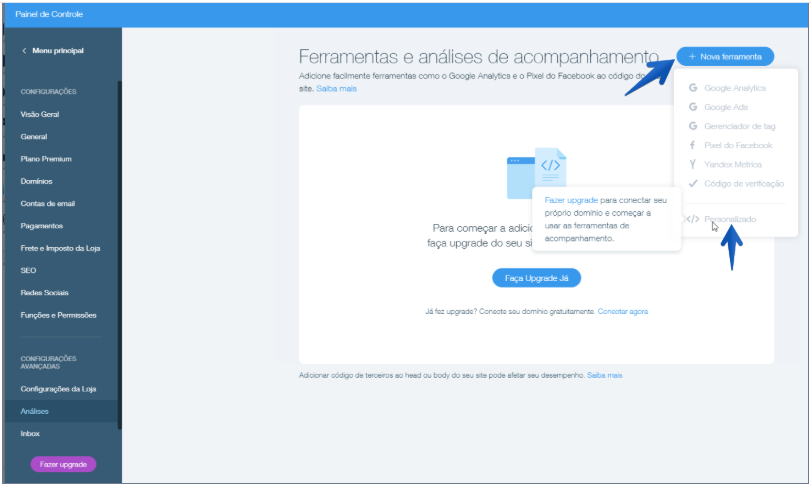 Painel de Controle
< Menu principal
CONFIGURAÇÕES
Visão Geral
General
Plano Premium
Domínios
Contas de email
Pagamentos
Frete e Imposto da Loja
SEO
Redes Sociais
Funções e Permissões
CONFIGURAÇÕES
AVANÇADAS
Configurações da Loja
Análises
Inbox
Fazer upgrade
Ferramentas e análises de acompanhamento
+ Nova ferramenta
Adicione facilmente ferramentas como o Google Analytics e o Pixel do Facebook ao código do
site. Saiba mais
Google Analytics
Google Ads
Gerenciador de tag
Pixel do Facebook
Yandex Metrica
Código de verificação
</> Personalizado
</>
Fazer upgrade para conectar seu
próprio domínio e começar a
usar as ferramentas de
acompanhamento.
Para começar a adici
faça upgrade do seu si
Faça Upgrade Já
Já fez upgrade? Conecte seu domínio gratuitamente. Conectar agora
Adicionar código de terceiros ao head ou body do seu site pode afetar seu desempenho. Saiba mais